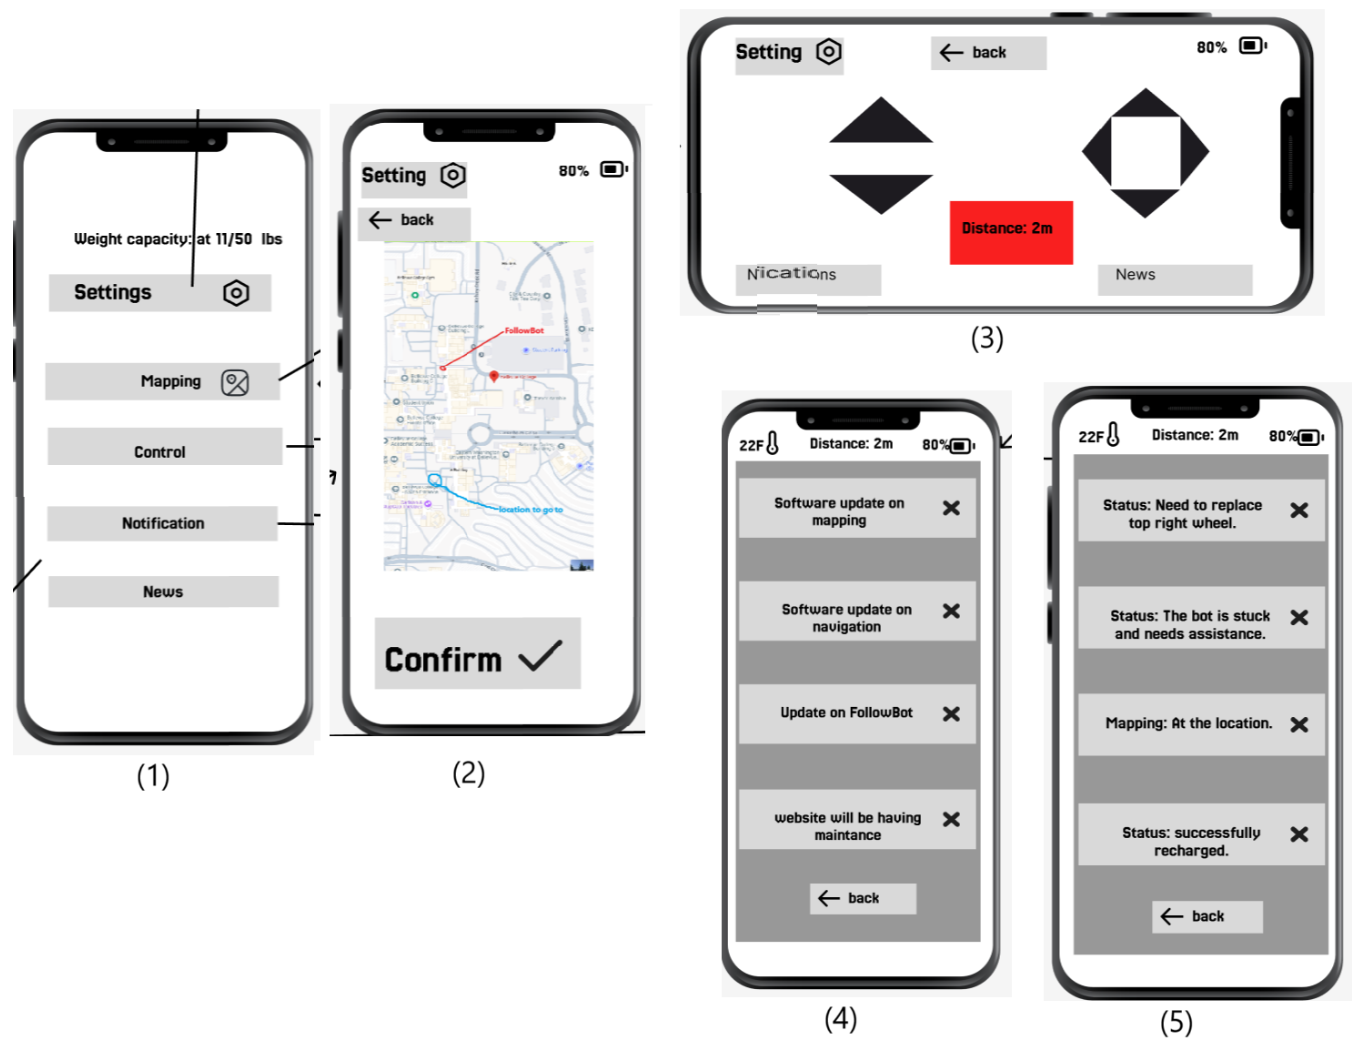 Weight capacity: at 11/50 lbs
Settings
Mapping
Control
Notification
News
(1)
Setting
80%
back
FollowBot
location to go to
Confirm
(2)
Setting
back
80%
Distance: 2m
News
(3)
22F
Distance: 2m
80%
Software update on
mapping
Software update on
navigation
Update on FollowBot
website will be having
maintance
back
(4)
22F
Distance: 2m
80%
Status: Need to replace
top right wheel.
Status: The bot is stuck
and needs assistance.
Mapping: At the location.
Status: successfully
recharged.
back
(5)